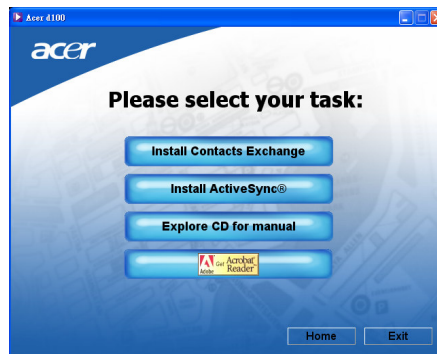 Acer d100
acer
Please select your task:
Install Contacts Exchange
Install ActiveSync®
Explore CD for manual
Adobe Get Acrobat® Reader
Home Exit